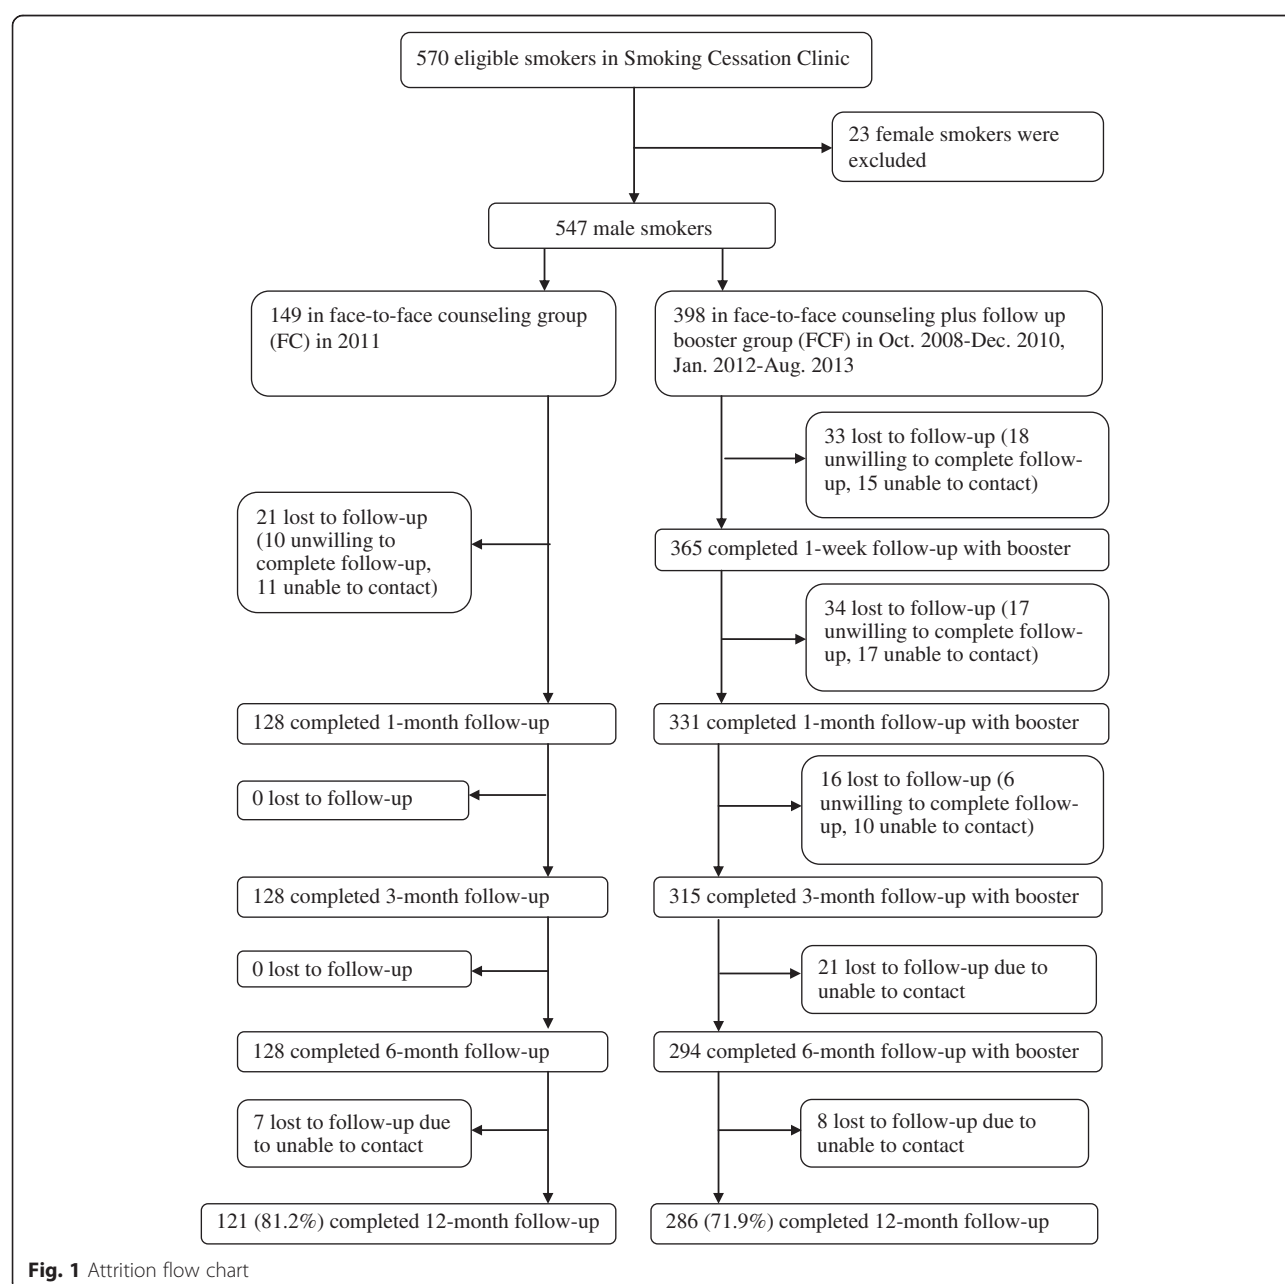 570 eligible smokers in Smoking Cessation Clinic
23 female smokers were
excluded
547 male smokers
149 in face-to-face counseling group
(FC) in 2011
398 in face-to-face counseling plus follow up
booster group (FCF) in Oct. 2008-Dec. 2010,
Jan. 2012-Aug. 2013
33 lost to follow-up (18
unwilling to complete follow-
up, 15 unable to contact)
21 lost to follow-up
(10 unwilling to
complete follow-up,
11 unable to contact)
365 completed 1-week follow-up with booster
34 lost to follow-up (17
unwilling to complete follow-
up, 17 unable to contact)
128 completed 1-month follow-up
331 completed 1-month follow-up with booster
0 lost to follow-up
16 lost to follow-up (6
unwilling to complete follow-
up, 10 unable to contact)
128 completed 3-month follow-up
315 completed 3-month follow-up with booster
0 lost to follow-up
21 lost to follow-up due to
unable to contact
128 completed 6-month follow-up
294 completed 6-month follow-up with booster
7 lost to follow-up due
to unable to contact
8 lost to follow-up due to
unable to contact
121 (81.2%) completed 12-month follow-up
286 (71.9%) completed 12-month follow-up
Fig. 1 Attrition flow chart